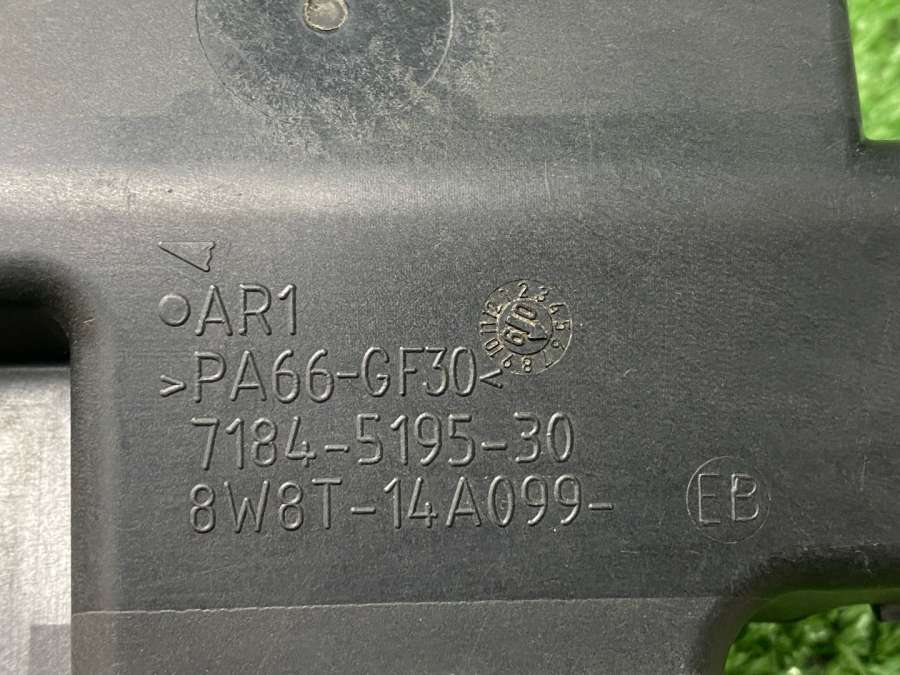 AR1
>PA66-GF30<
7184-5195-30
8W8T-14A099-
EB